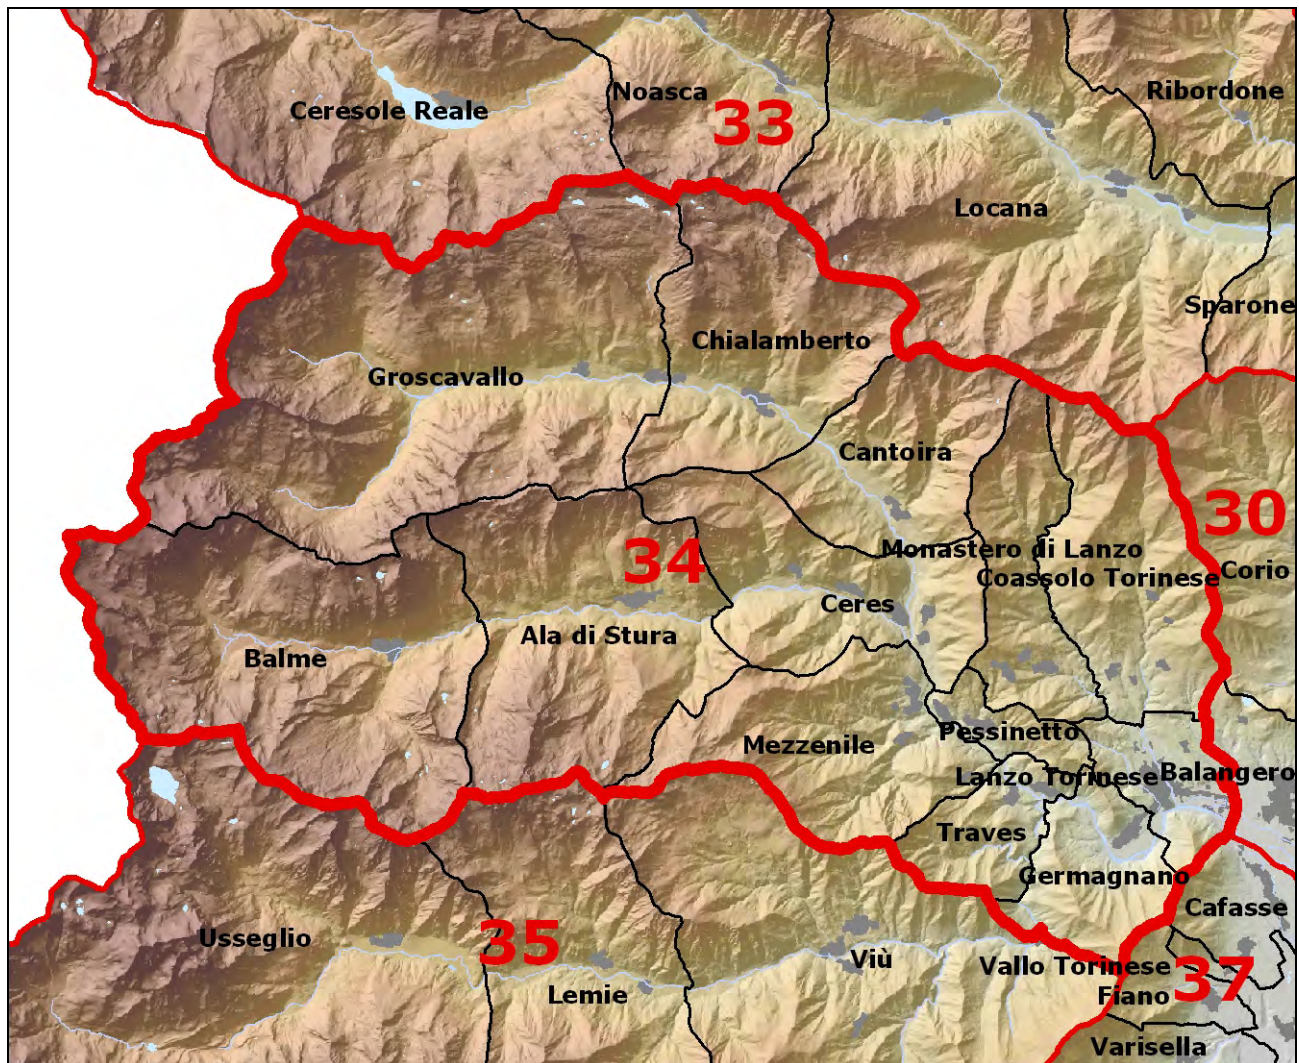 Noasca
Ribordone
Ceresole Reale
33
Locana
Sparone
Chialamberto
Groscavallo
Cantoira
30
Monastero di Lanzo
34
Coassolo Torinese
Corio
Ceres
Ala di Stura
Balme
Pessinetto
Mezzenile
Lanzo Torinese
Balangero
Traves
Germagnano
Cafasse
Usseglio
35
Viù
Vallo Torinese
37
Lemie
Fiano
Varisella